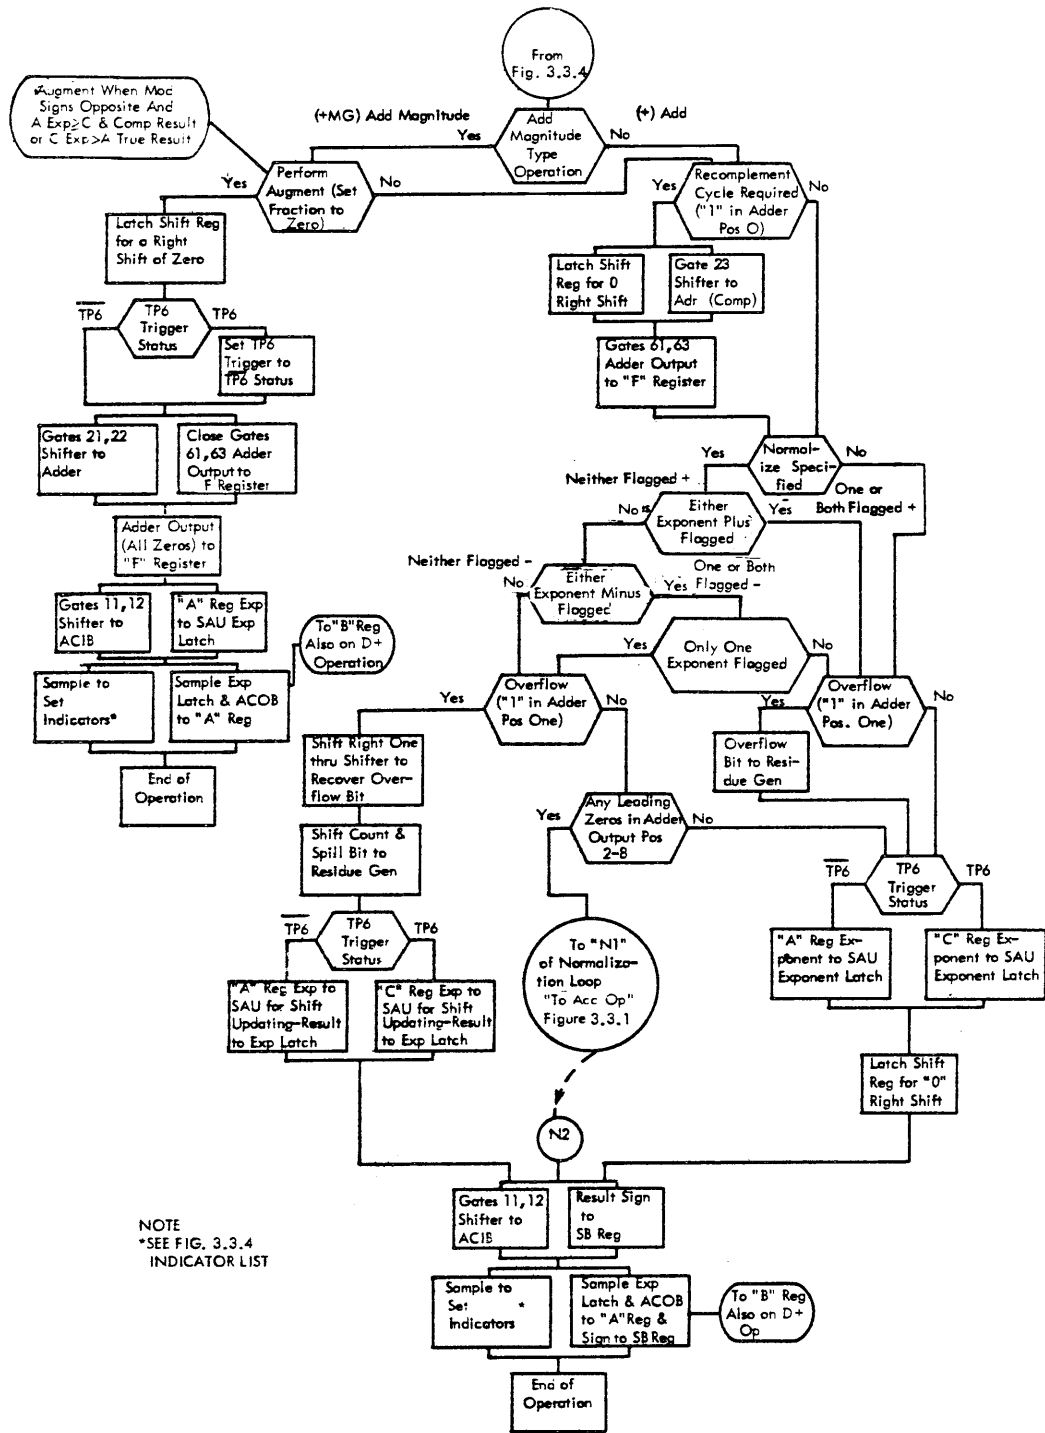 From
Fig. 3.3.4
*Augment When Mod
Signs Opposite And
A Exp≥C & Comp Result
or C Exp>A True Result
(+MG) Add Magnitude
(+) Add
Yes
Add
Magnitude
Type
Operation
No
Yes
Perform
Augment (Set
Fraction to
Zero)
No
Yes
Recomplement
Cycle Required
("1" in Adder
Pos O)
No
Latch Shift Reg
for a Right
Shift of Zero
Latch Shift
Reg for 0
Right Shift
Gate 23
Shifter to
Adr (Comp)
TP6
TP6
Trigger
Status
TP6
Set TP6
Trigger to
TP6 Status
Gates 61,63
Adder Output
to "F" Register
Gates 21,22
Shifter to
Adder
Close Gates
61,63 Adder
Output to
F Register
Yes
Normal-
ize Speci-
fied
No
Neither Flagged +
One or
Both Flagged +
No
Either
Exponent Plus
Flagged
Yes
Adder Output
(All Zeros) to
"F" Register
Neither Flagged -
One or Both
Flagged -
No
Either
Exponent Minus
Flagged
Yes
Gates 11,12
Shifter to
ACIB
"A" Reg Exp
to SAU Exp
Latch
To "B" Reg
Also on D+
Operation
Yes
Only One
Exponent Flagged
No
Sample to
Set
Indicators*
Sample Exp
Latch & ACOB
to "A" Reg
Yes
Overflow
("1" in Adder
Pos One)
No
Yes
Overflow
("1" in Adder
Pos. One)
No
End of
Operation
Shift Right One
thru Shifter to
Recover Over-
flow Bit
Overflow
Bit to Resi-
due Gen
Yes
Any Leading
Zeros in Adder
Output Pos
2-8
No
Shift Count &
Spill Bit to
Residue Gen
TP6
TP6
Trigger
Status
TP6
TP6
TP6
Trigger
Status
TP6
To "N1"
of Normaliza-
tion Loop
"To Acc Op"
Figure 3.3.1
"A" Reg Ex-
ponent to SAU
Exponent Latch
"C" Reg Ex-
ponent to SAU
Exponent Latch
"A" Reg Exp to
SAU for Shift
Updating-Result
to Exp Latch
"C" Reg Exp to
SAU for Shift
Updating-Result
to Exp Latch
Latch Shift
Reg for "0"
Right Shift
N2
Gates 11,12
Shifter to
ACIB
Result Sign
to
SB Reg
NOTE
*SEE FIG. 3.3.4
INDICATOR LIST
Sample to
Set *
Indicators
Sample Exp
Latch & ACOB
to "A" Reg &
Sign to SB Reg
To "B" Reg
Also on D+
Op
End of
Operation